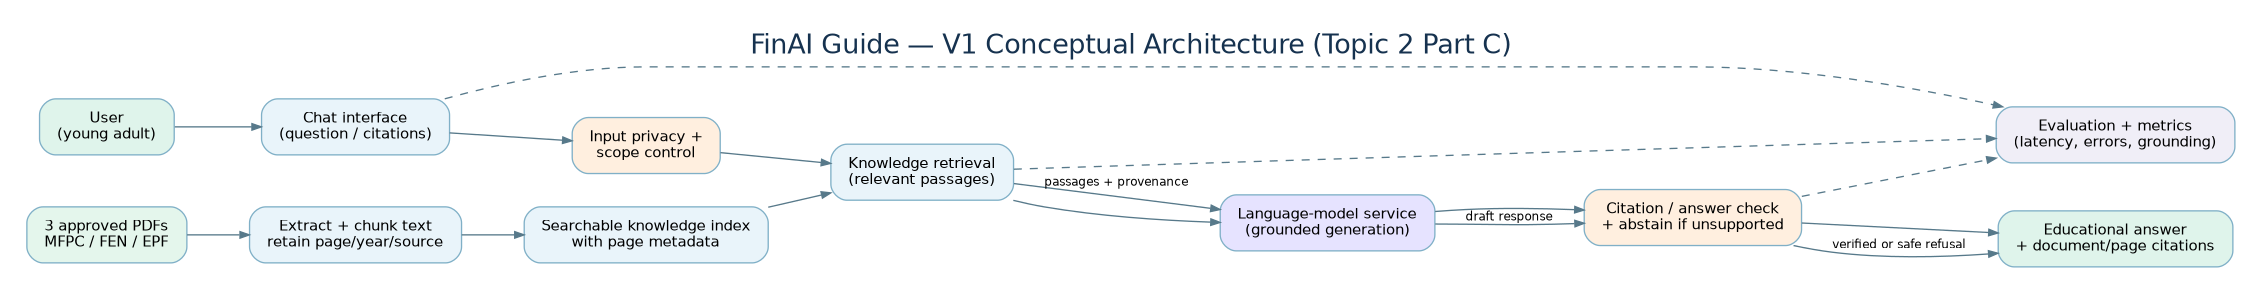 FinAI Guide — V1 Conceptual Architecture (Topic 2 Part C)
User
(young adult)
Chat interface
(question / citations)
Input privacy +
scope control
Knowledge retrieval
(relevant passages)
Evaluation + metrics
(latency, errors, grounding)
3 approved PDFs
MFPC / FEN / EPF
Extract + chunk text
retain page/year/source
Searchable knowledge index
with page metadata
passages + provenance
Language-model service
(grounded generation)
draft response
Citation / answer check
+ abstain if unsupported
verified or safe refusal
Educational answer
+ document/page citations